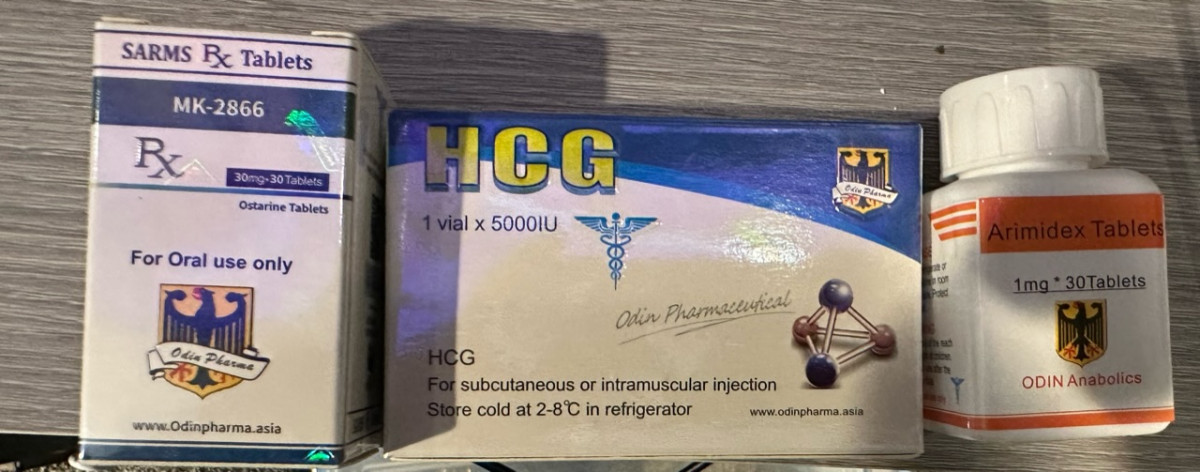 SARMS Rx Tablets
MK-2866
Rx
30mg-30 Tablets
Ostarine Tablets
For Oral use only
Odin Pharma
www.Odinpharma.asia
HCG
1 vial x 5000IU
Odin Pharma
Odin Pharmaceutical
HCG
For subcutaneous or intramuscular injection
Store cold at 2-8℃ in refrigerator
www.odinpharma.asia
Arimidex Tablets
1mg * 30Tablets
ODIN Anabolics